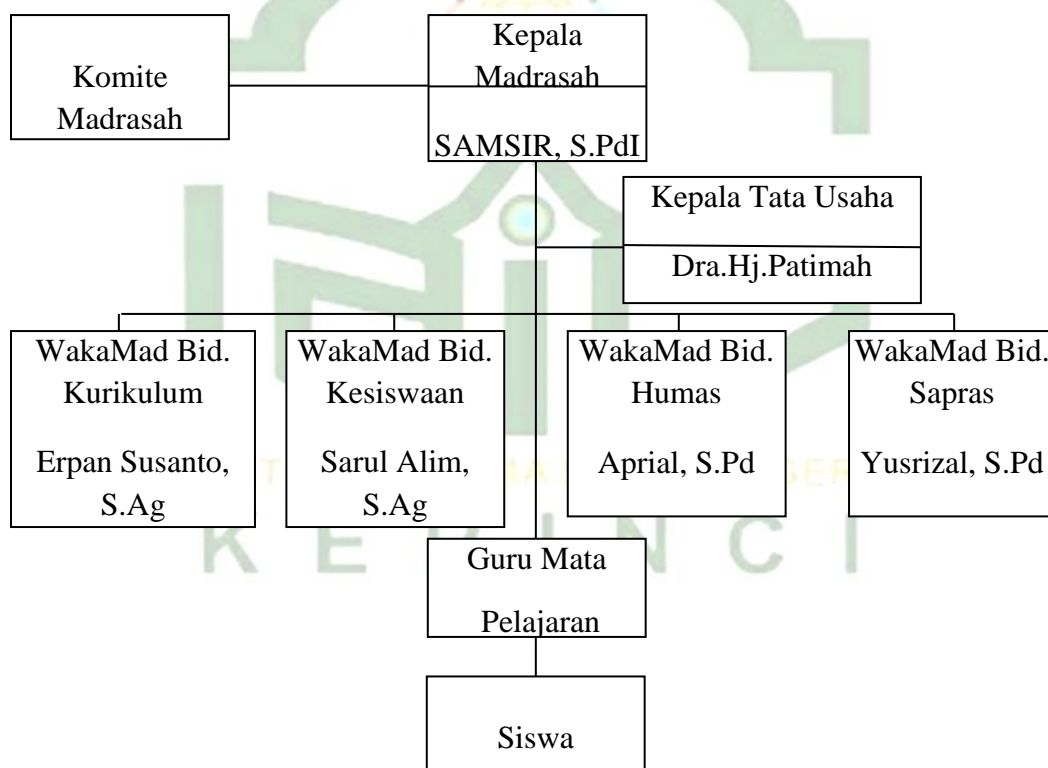 Komite
Madrasah
Kepala
Madrasah
SAMSIR, S.PdI
Kepala Tata Usaha
Dra.Hj.Patimah
WakaMad Bid.
Kurikulum
Erpan Susanto,
S.Ag
WakaMad Bid.
Kesiswaan
Sarul Alim,
S.Ag
WakaMad Bid.
Humas
Aprial, S.Pd
WakaMad Bid.
Sapras
Yusrizal, S.Pd
K E I N C I
Guru Mata
Pelajaran
Siswa